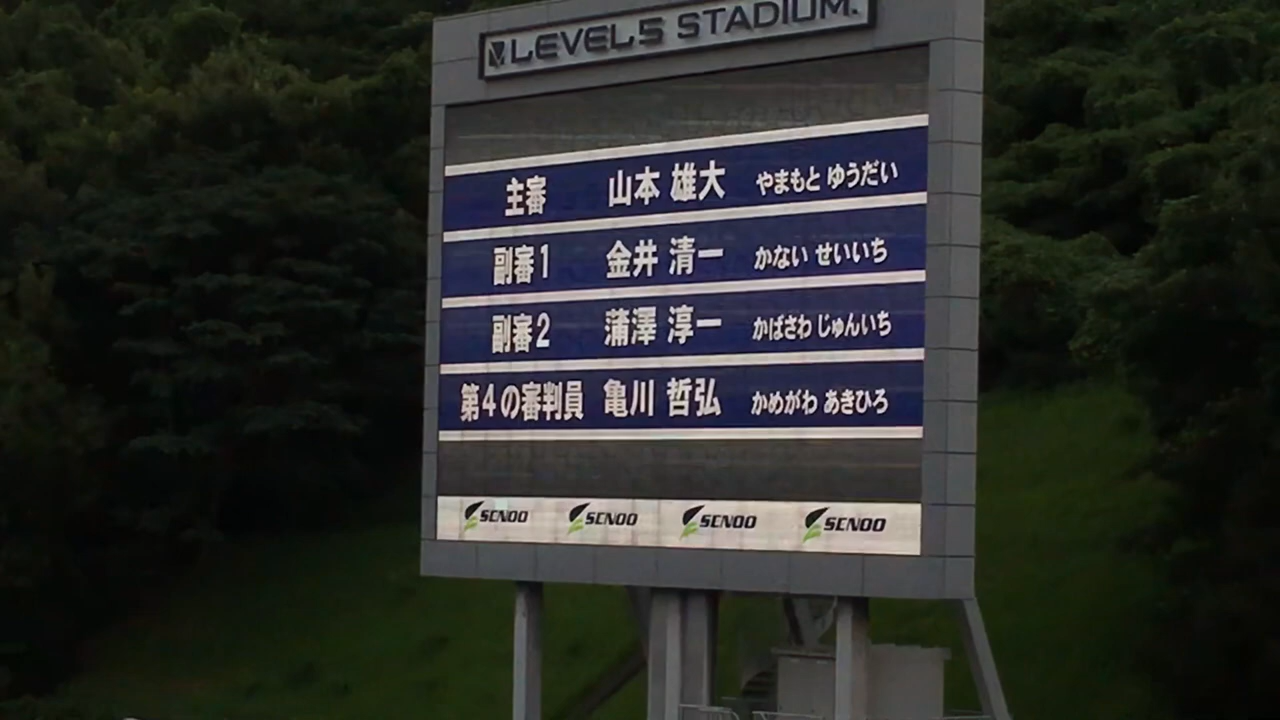 LEVEL5 STADIUM.
主審 山本 雄大 やまもと ゆうだい
副審1 金井 清一 かない せいいち
副審2 蒲澤 淳一 かばさわ じゅんいち
第4の審判員 亀川 哲弘 かめがわ あきひろ
SENOO SENOO SENOO SENOO